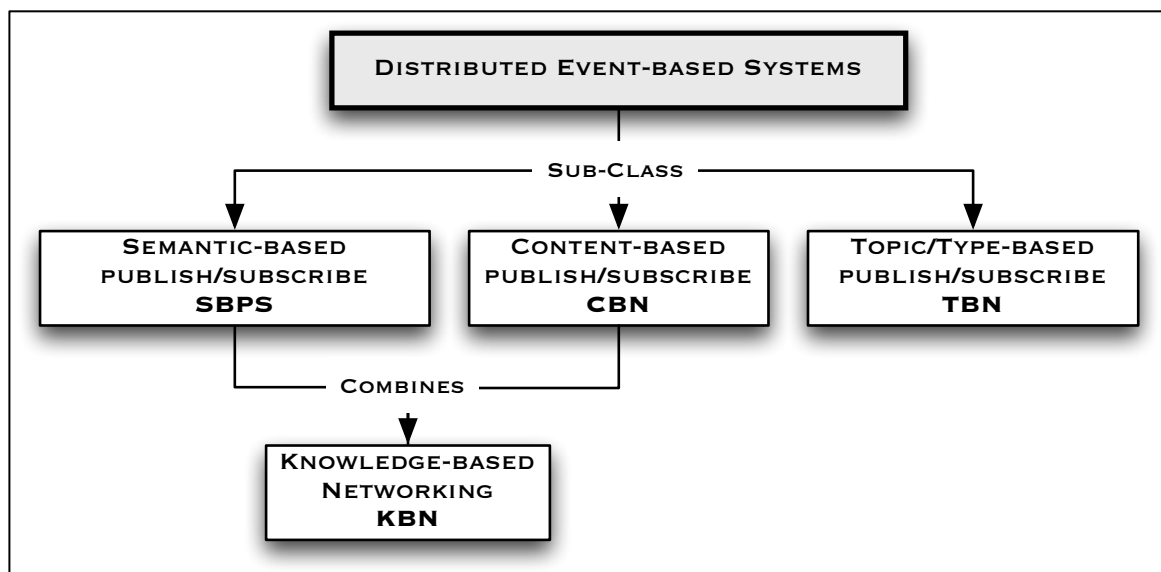 Distributed Event-based Systems
Sub-Class
Semantic-based
publish/subscribe
SBPS
Content-based
publish/subscribe
CBN
Topic/Type-based
publish/subscribe
TBN
Combines
Knowledge-based
Networking
KBN